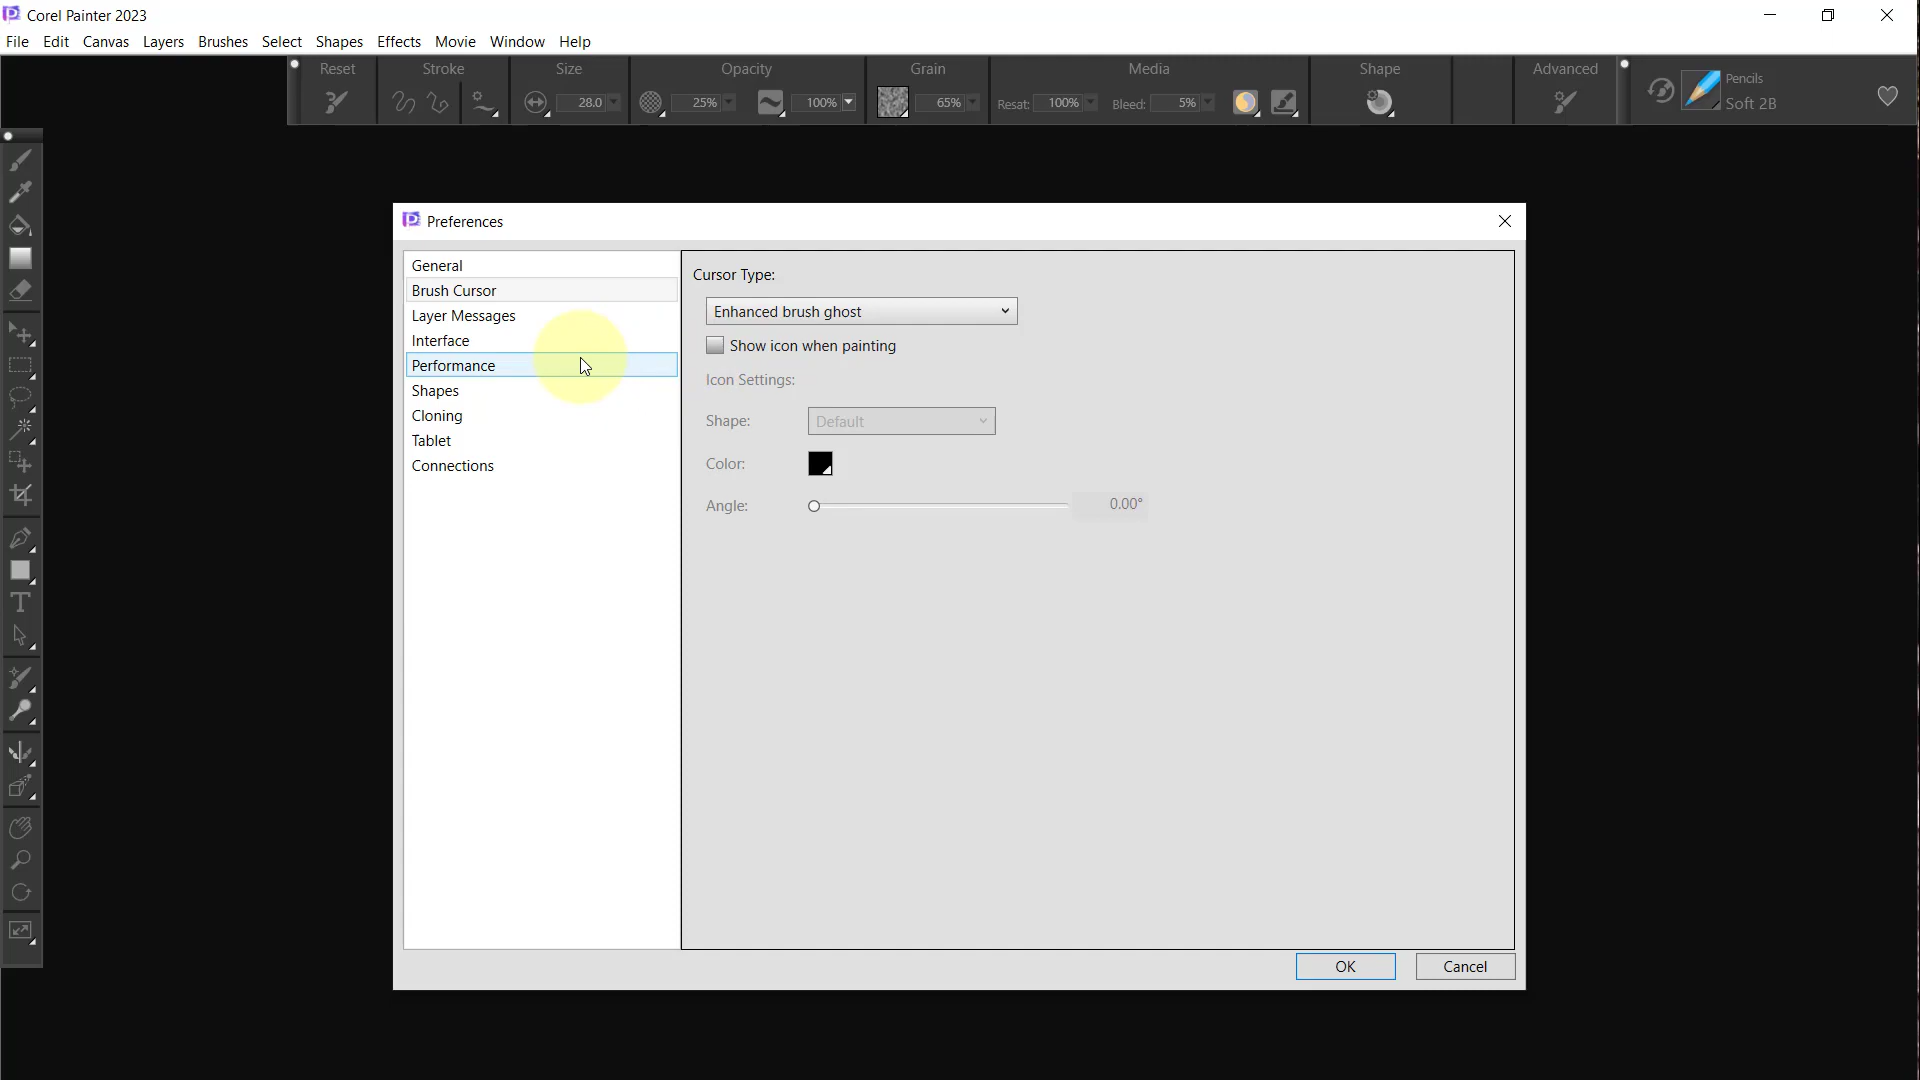 Corel Painter 2023
File Edit Canvas Layers Brushes Select Shapes Effects Movie Window Help
Reset Stroke Size Opacity Grain Media Shape Advanced
28.0 25% 100% 65% Resat: 100% Bleed: 5%
Pencils
Soft 2B
Preferences
General
Brush Cursor
Layer Messages
Interface
Performance
Shapes
Cloning
Tablet
Connections
Cursor Type:
Enhanced brush ghost
Show icon when painting
Icon Settings:
Shape: Default
Color:
Angle: 0.00°
OK Cancel